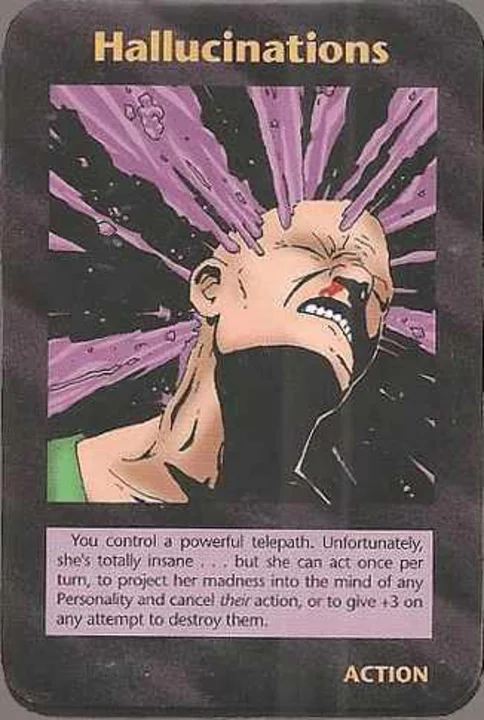 Hallucinations
You control a powerful telepath. Unfortunately,
she's totally insane . . . but she can act once per
turn, to project her madness into the mind of any
Personality and cancel their action, or to give +3 on
any attempt to destroy them.
ACTION